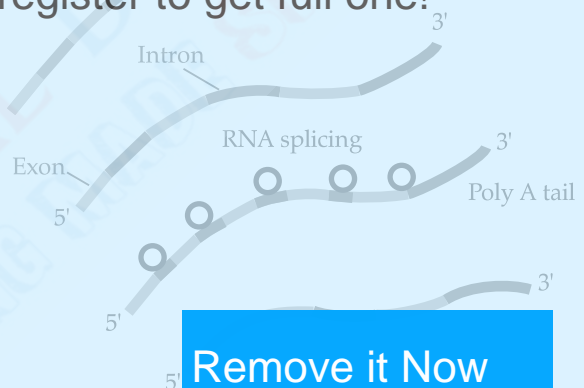 register to get full one!
3'
Intron
RNA splicing
3'
Exon
Poly A tail
5'
3'
5'
Remove it Now
5'